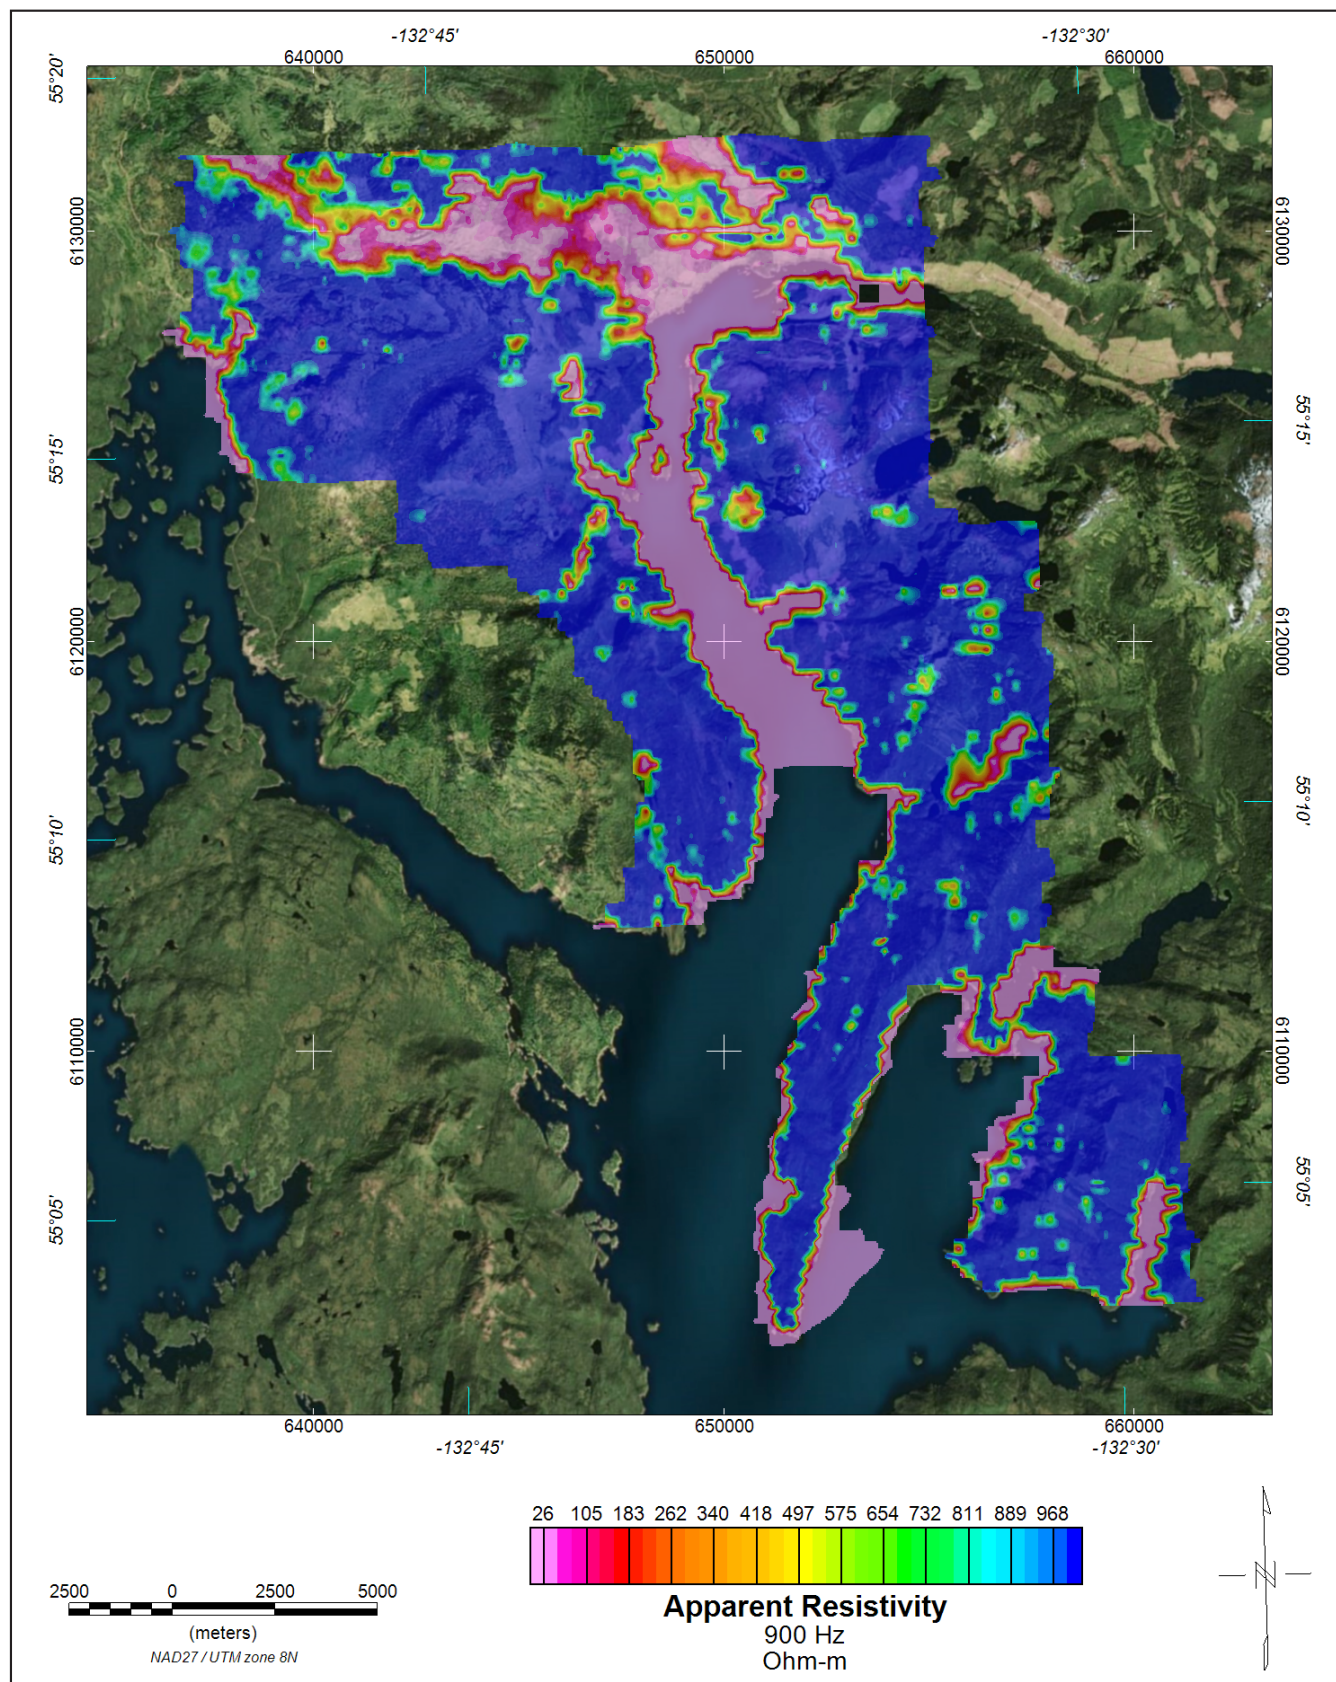 -132°45' -132°30'
640000 650000 660000
55°20'
6130000 6130000
55°15' 55°15'
6120000 6120000
55°10' 55°10'
6110000 6110000
55°05' 55°05'
640000 650000 660000
-132°45' -132°30'
26 105 183 262 340 418 497 575 654 732 811 889 968
Apparent Resistivity
900 Hz
Ohm-m
2500 0 2500 5000
(meters)
NAD27 / UTM zone 8N
N